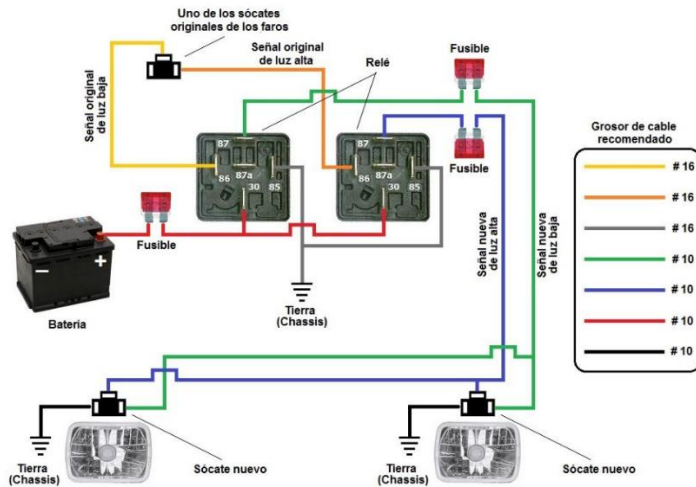 Uno de los sócates
originales de los faros
Señal original
de luz alta
Relé
Fusible
Señal original
de luz baja
87
87a
86
30
85
87
87a
86
30
85
Fusible
Grosor de cable
recomendado
# 16
# 16
# 16
# 10
# 10
# 10
# 10
Fusible
Batería
Tierra
(Chassis)
Señal nueva
de luz alta
Señal nueva
de luz baja
Tierra
(Chassis)
Sócate nuevo
Tierra
(Chassis)
Sócate nuevo